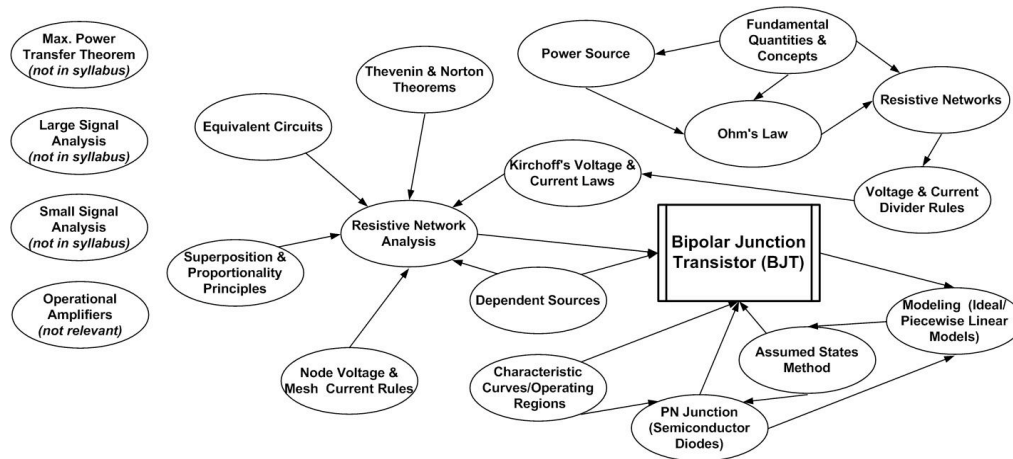 Max. Power
Transfer Theorem
(not in syllabus)
Large Signal
Analysis
(not in syllabus)
Small Signal
Analysis
(not in syllabus)
Operational
Amplifiers
(not relevant)
Equivalent Circuits
Thevenin & Norton
Theorems
Power Source
Fundamental
Quantities &
Concepts
Resistive Networks
Ohm's Law
Kirchoff's Voltage &
Current Laws
Voltage & Current
Divider Rules
Resistive Network
Analysis
Superposition &
Proportionality
Principles
Dependent Sources
Bipolar Junction
Transistor (BJT)
Modeling (Ideal/
Piecewise Linear
Models)
Assumed States
Method
Node Voltage &
Mesh Current Rules
Characteristic
Curves/Operating
Regions
PN Junction
(Semiconductor
Diodes)